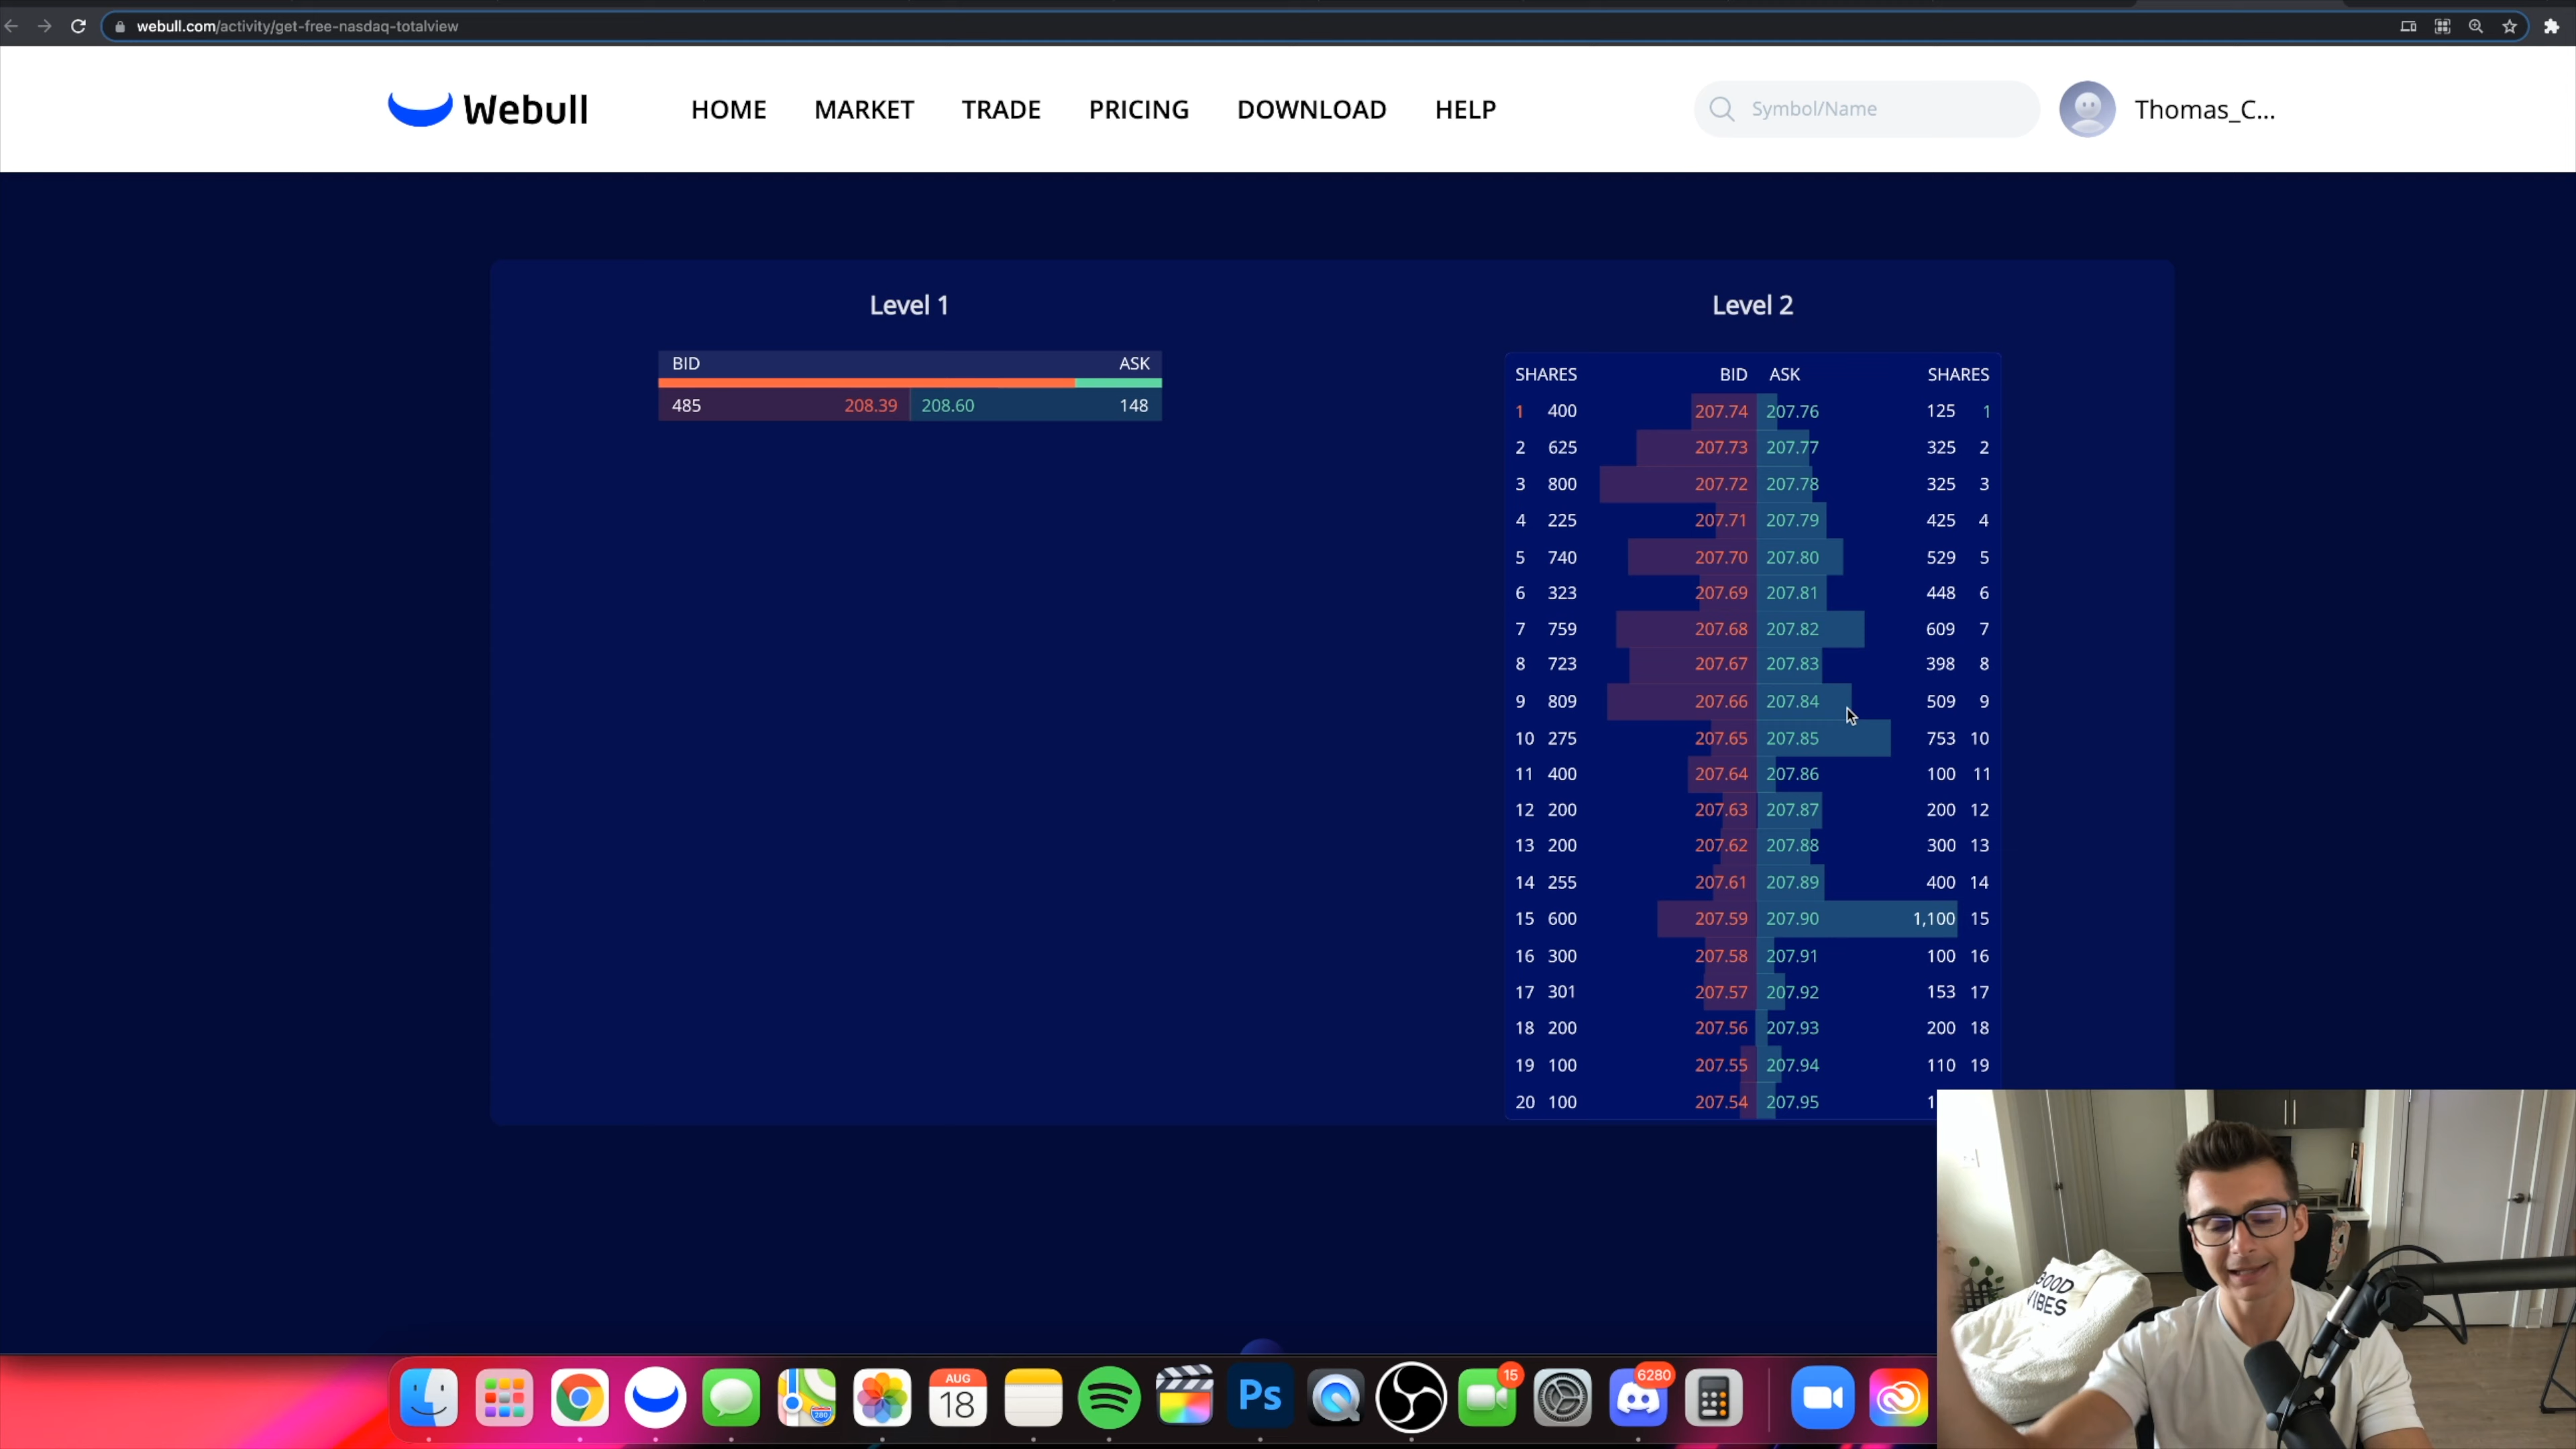 webull.com/activity/get-free-nasdaq-totalview
Webull HOME MARKET TRADE PRICING DOWNLOAD HELP Symbol/Name Thomas_C...
Level 1
BID ASK
485 208.39 208.60 148
Level 2
SHARES BID ASK SHARES
1 400 207.74 207.76 125 1
2 625 207.73 207.77 325 2
3 800 207.72 207.78 325 3
4 225 207.71 207.79 425 4
5 740 207.70 207.80 529 5
6 323 207.69 207.81 448 6
7 759 207.68 207.82 609 7
8 723 207.67 207.83 398 8
9 809 207.66 207.84 509 9
10 275 207.65 207.85 753 10
11 400 207.64 207.86 100 11
12 200 207.63 207.87 200 12
13 200 207.62 207.88 300 13
14 255 207.61 207.89 400 14
15 600 207.59 207.90 1,100 15
16 300 207.58 207.91 100 16
17 301 207.57 207.92 153 17
18 200 207.56 207.93 200 18
19 100 207.55 207.94 110 19
20 100 207.54 207.95 1
GOOD
VIBES
AUG
18
280
Ps
15
6280